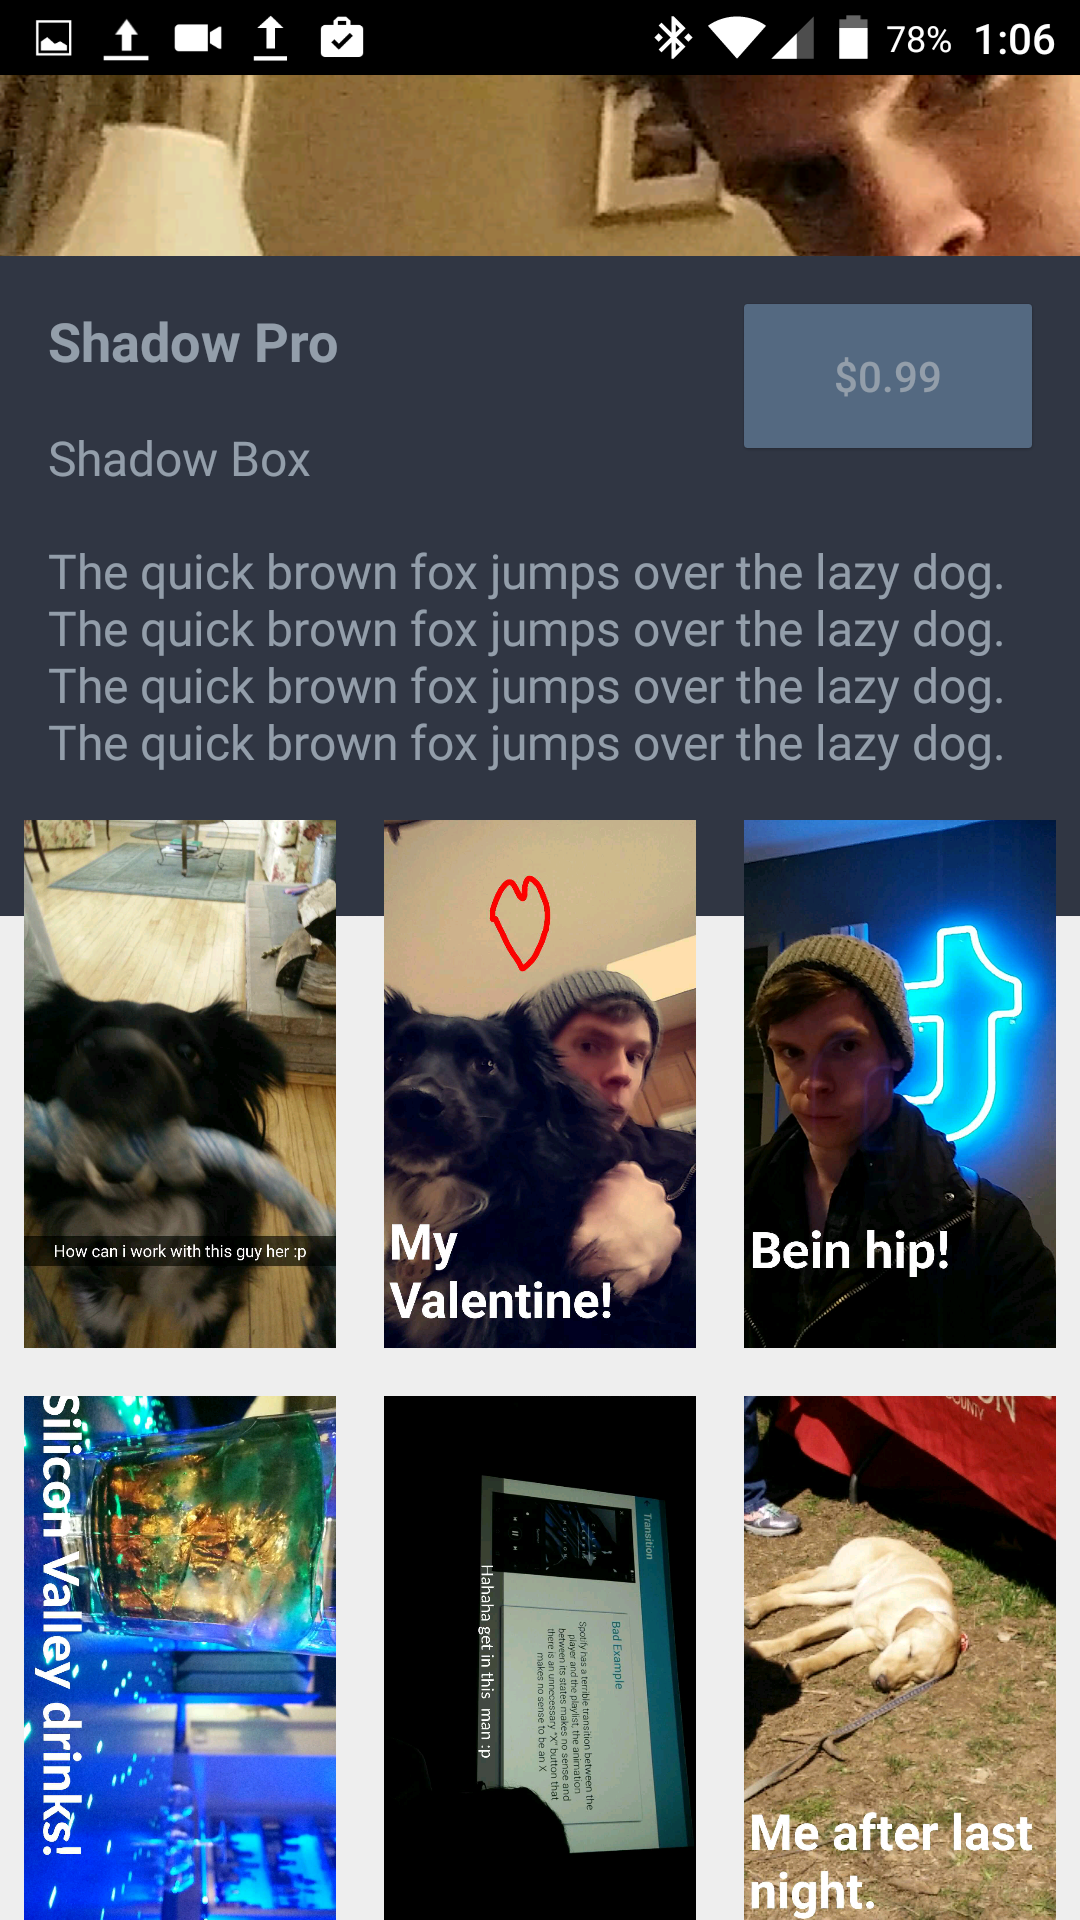 78% 1:06
Shadow Pro
$0.99
Shadow Box
The quick brown fox jumps over the lazy dog.
The quick brown fox jumps over the lazy dog.
The quick brown fox jumps over the lazy dog.
The quick brown fox jumps over the lazy dog.
How can i work with this guy her :p
My
Valentine!
t
Bein hip!
Silicon Valley drinks!
Transition
Bad Example
Spotify has a terrible transition between the
player and the playlist, the animation
between its states makes no sense and
there is an unnecessary "X" button that
makes no sense to be an X
Hahaha get in this man :p
COUNTY
Me after last
night.